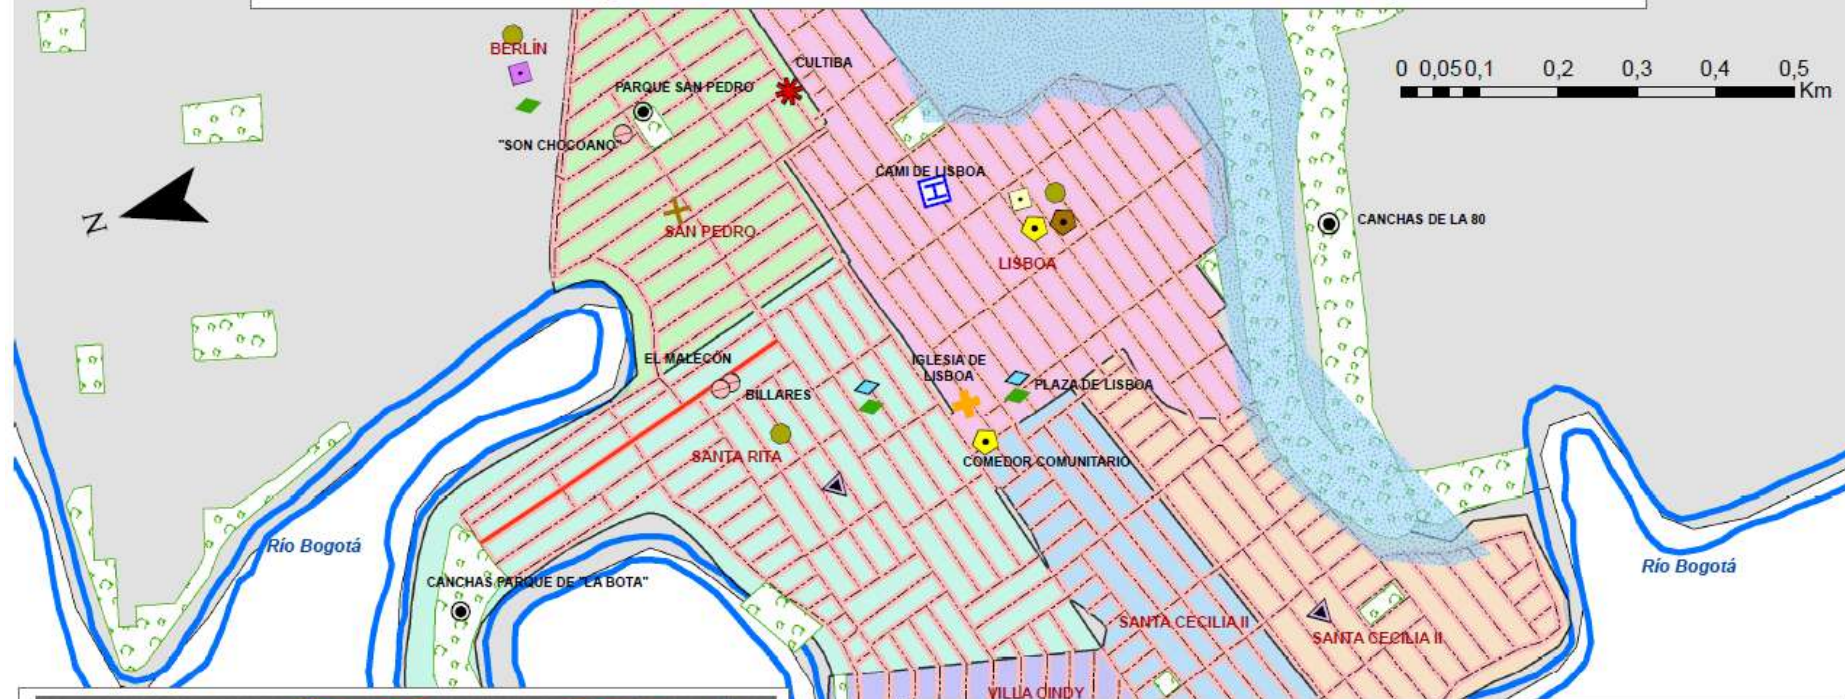 BERLÍN
CULTIBA
0 0,05 0,1 0,2 0,3 0,4 0,5
Km
PARQUE SAN PEDRO
"SON CHOCOANO"
CAMI DE LISBOA
N
CANCHAS DE LA 80
SAN PEDRO
LISBOA
EL MALECÓN
IGLESIA DE
LISBOA
PLAZA DE LISBOA
BILLARES
SANTA RITA
COMEDOR COMUNITARIO
Río Bogotá
Río Bogotá
CANCHAS PARQUE DE "LA BOTA"
SANTA CECILIA II
SANTA CECILIA II
VILLA CINDY